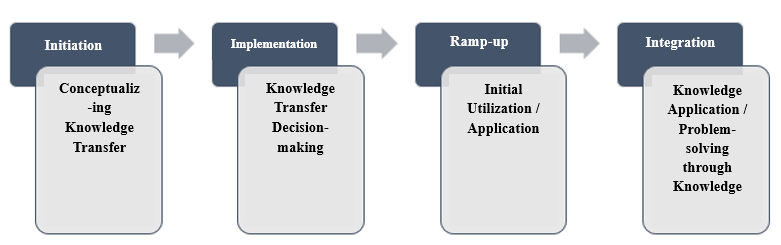 Initiation
Conceptualiz
-ing
Knowledge
Transfer
Implementation
Knowledge
Transfer
Decision-
making
Ramp-up
Initial
Utilization /
Application
Integration
Knowledge
Application /
Problem-
solving
through
Knowledge